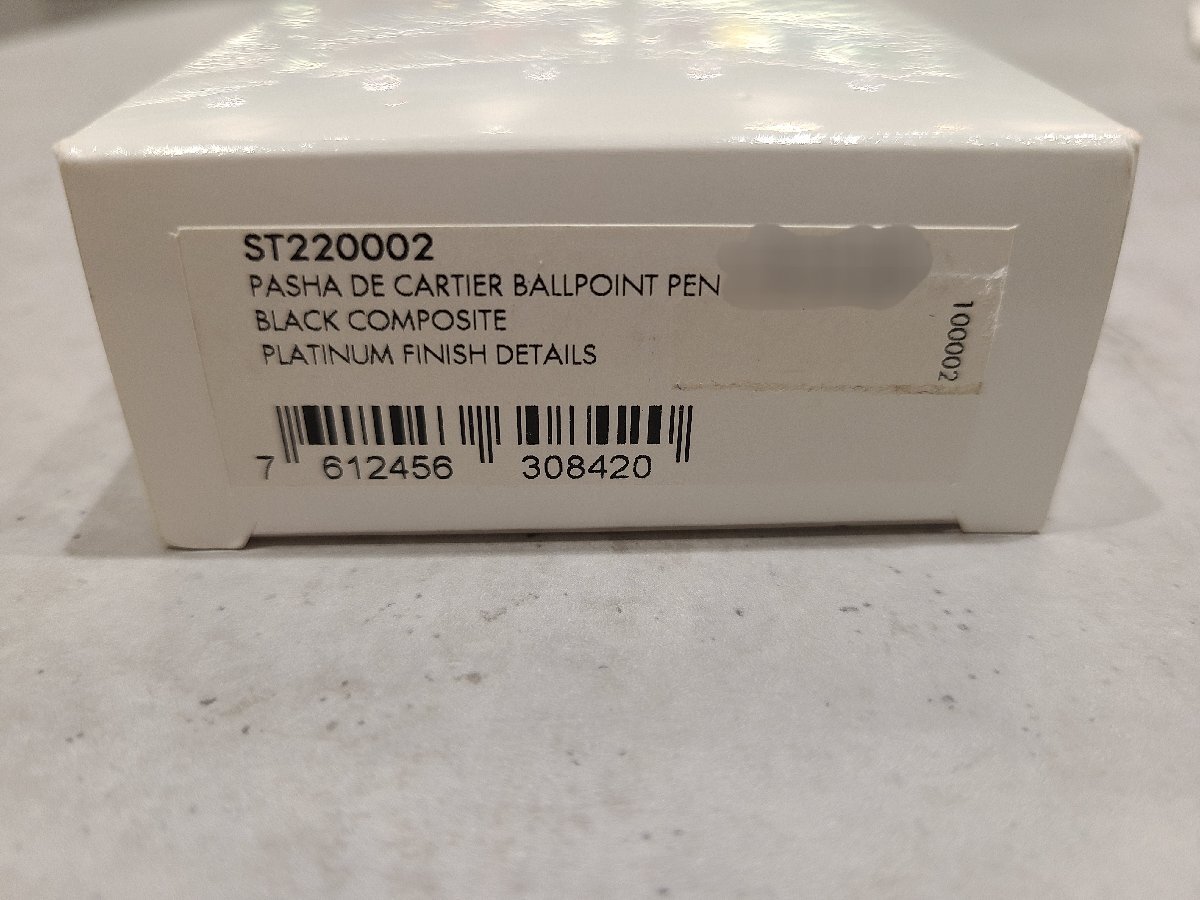 ST220002
PASHA DE CARTIER BALLPOINT PEN
BLACK COMPOSITE
PLATINUM FINISH DETAILS
100002
7 612456 308420